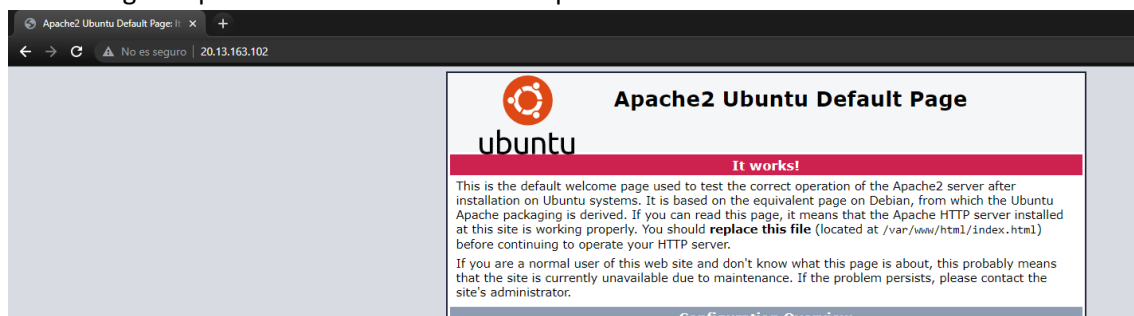 Apache2 Ubuntu Default Page: It
No es seguro | 20.13.163.102
Apache2 Ubuntu Default Page
ubuntu
It works!
This is the default welcome page used to test the correct operation of the Apache2 server after
installation on Ubuntu systems. It is based on the equivalent page on Debian, from which the Ubuntu
Apache packaging is derived. If you can read this page, it means that the Apache HTTP server installed
at this site is working properly. You should replace this file (located at /var/www/html/index.html)
before continuing to operate your HTTP server.
If you are a normal user of this web site and don't know what this page is about, this probably means
that the site is currently unavailable due to maintenance. If the problem persists, please contact the
site's administrator.
Configuration Overview